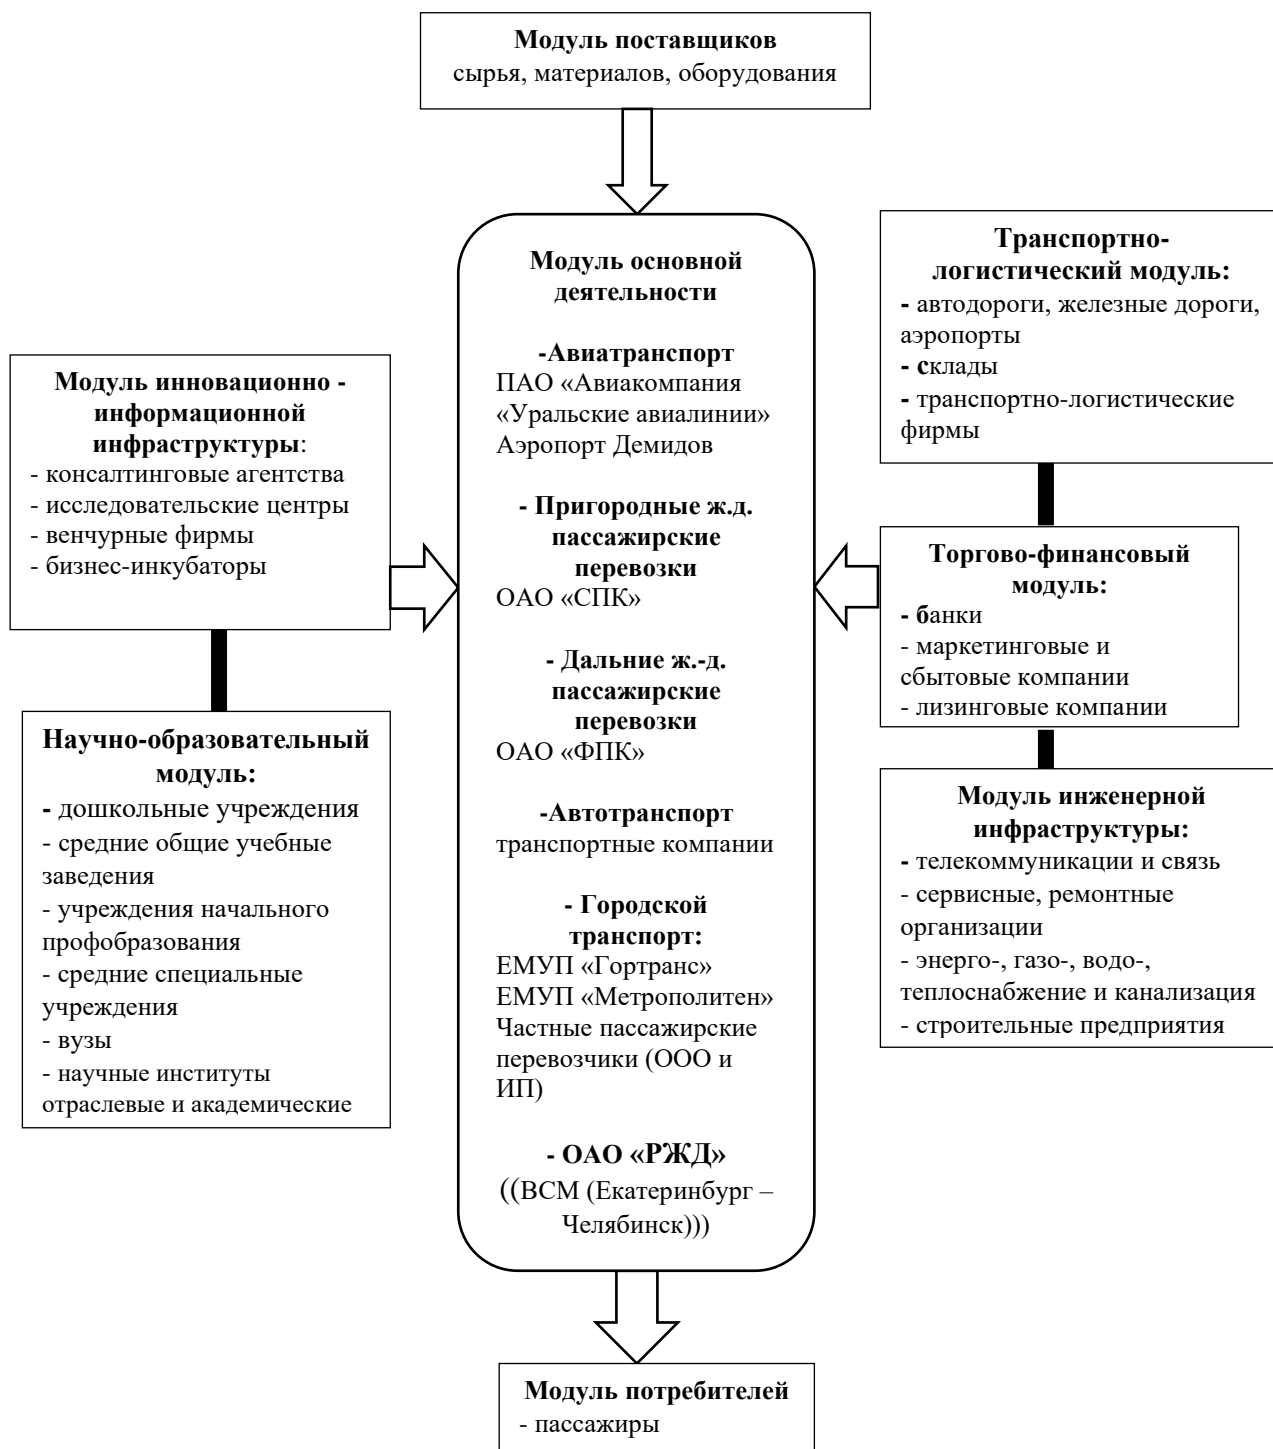 Модуль поставщиков
сырья, материалов, оборудования
Модуль инновационно -
информационной
инфраструктуры:
- консалтинговые агентства
- исследовательские центры
- венчурные фирмы
- бизнес-инкубаторы
Научно-образовательный
модуль:
- дошкольные учреждения
- средние общие учебные
заведения
- учреждения начального
профобразования
- средние специальные
учреждения
- вузы
- научные институты
отраслевые и академические
Модуль основной
деятельности
-Авиатранспорт
ПАО «Авиакомпания
«Уральские авиалинии»
Аэропорт Демидов
- Пригородные ж.д.
пассажирские
перевозки
ОАО «СПК»
- Дальние ж.-д.
пассажирские
перевозки
ОАО «ФПК»
-Автотранспорт
транспортные компании
- Городской
транспорт:
ЕМУП «Гортранс»
ЕМУП «Метрополитен»
Частные пассажирские
перевозчики (ООО и
ИП)
- ОАО «РЖД»
((ВСМ (Екатеринбург –
Челябинск)))
Транспортно-
логистический модуль:
- автодороги, железные дороги,
аэропорты
- склады
- транспортно-логистические
фирмы
Торгово-финансовый
модуль:
- банки
- маркетинговые и
сбытовые компании
- лизинговые компании
Модуль инженерной
инфраструктуры:
- телекоммуникации и связь
- сервисные, ремонтные
организации
- энерго-, газо-, водо-,
теплоснабжение и канализация
- строительные предприятия
Модуль потребителей
- пассажиры